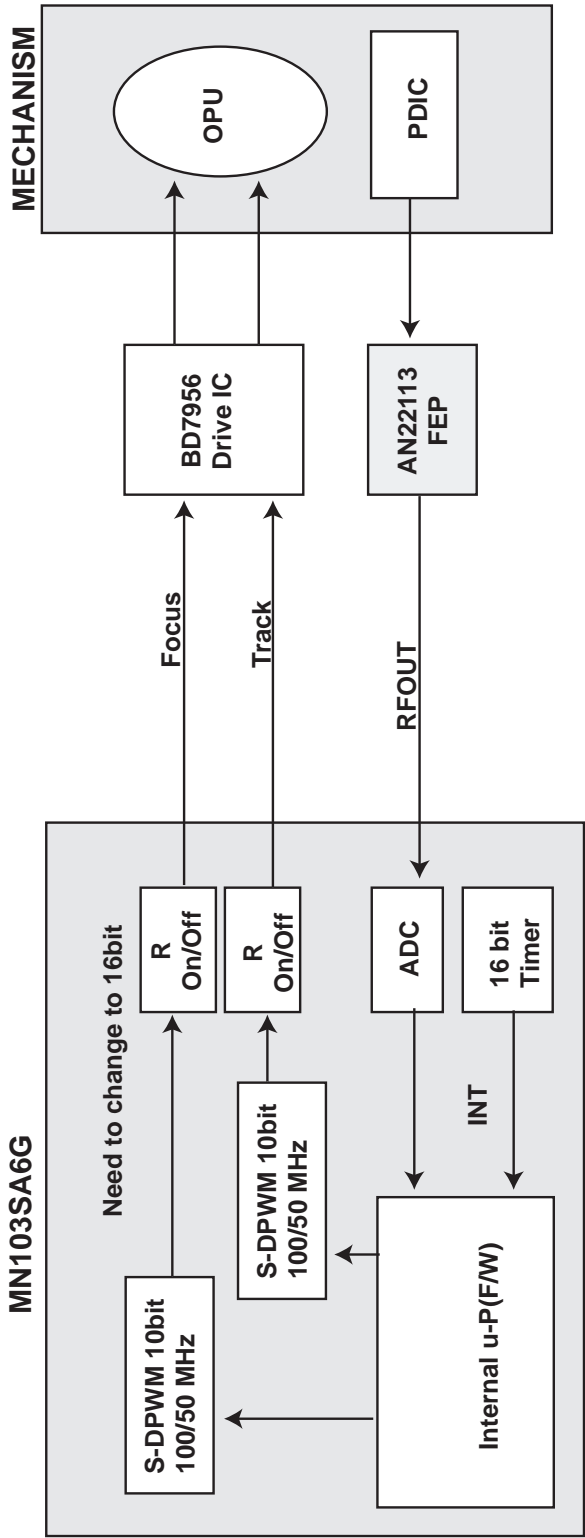 MN103SA6G
Need to change to 16bit
S-DPWM 10bit
100/50 MHz
R
On/Off
S-DPWM 10bit
100/50 MHz
R
On/Off
Internal u-P(F/W)
INT
ADC
16 bit
Timer
Focus
Track
RFOUT
BD7956
Drive IC
AN22113
FEP
MECHANISM
OPU
PDIC